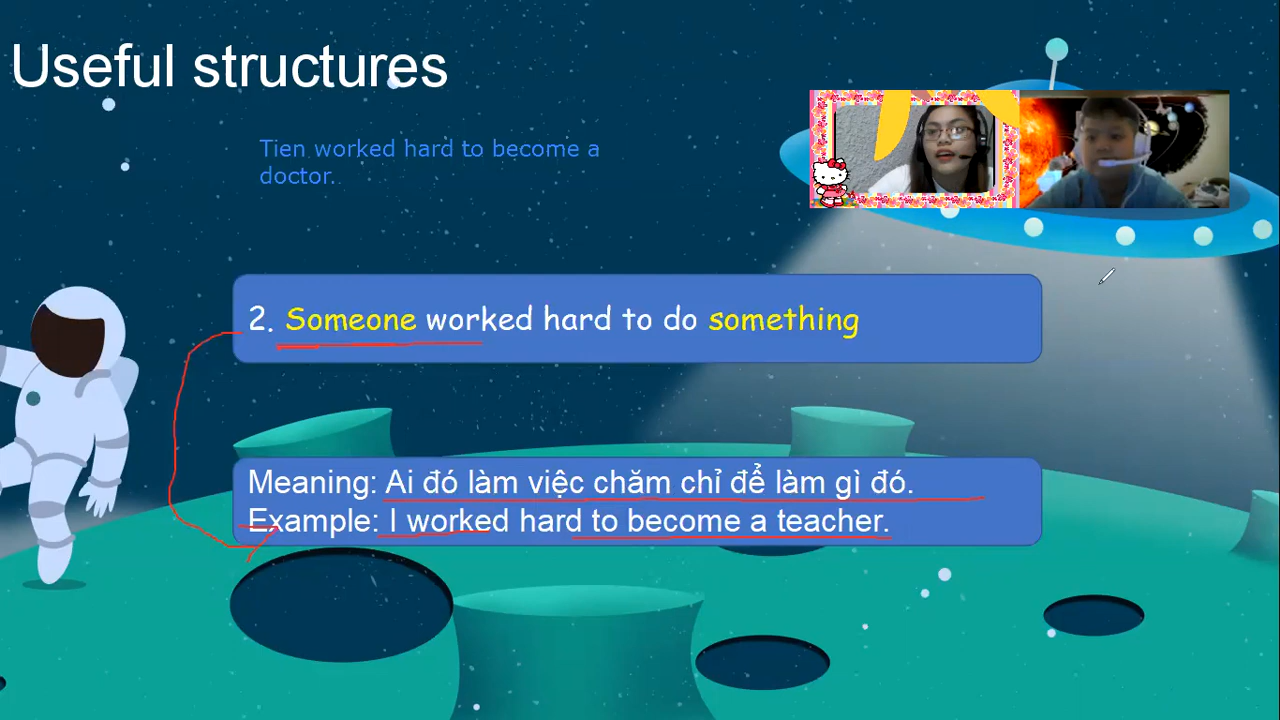 Useful structures
Tien worked hard to become a
doctor.
2. Someone worked hard to do something
Meaning: Ai đó làm việc chăm chỉ để làm gì đó.
Example: I worked hard to become a teacher.